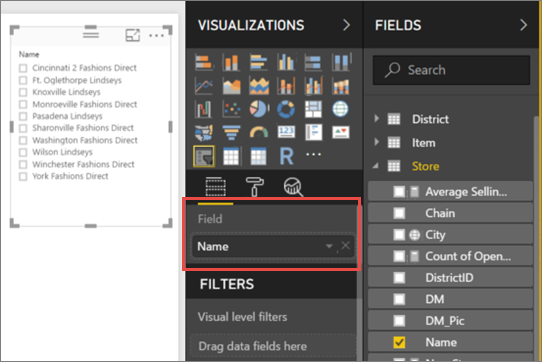 Name
Cincinnati 2 Fashions Direct
Ft. Oglethorpe Lindseys
Knoxville Lindseys
Monroeville Fashions Direct
Pasadena Lindseys
Sharonville Fashions Direct
Washington Fashions Direct
Wilson Lindseys
Winchester Fashions Direct
York Fashions Direct
VISUALIZATIONS
123
R
Field
Name
FILTERS
Visual level filters
Drag data fields here
FIELDS
Search
District
Item
Store
Average Sellin...
Chain
City
Count of Open...
DistrictID
DM
DM_Pic
Name